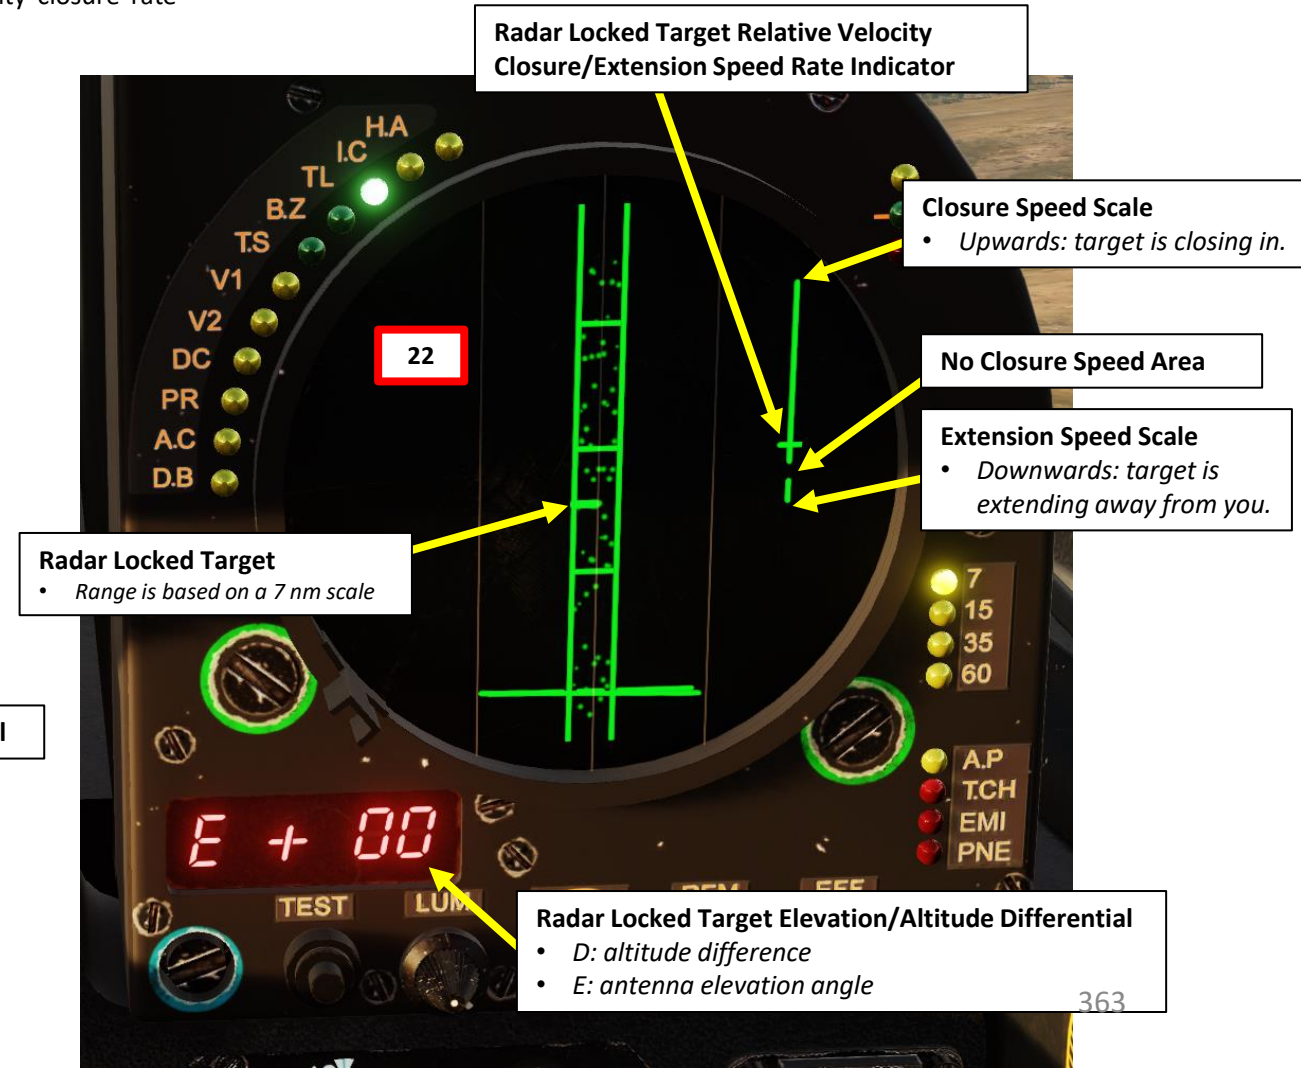 closure rate
Radar Locked Target Relative Velocity
Closure/Extension Speed Rate Indicator
H.A
I.C
TL
B.Z
T.S
V1
V2
DC
PR
A.C
D.B
Closure Speed Scale
• Upwards: target is closing in.
22
No Closure Speed Area
Extension Speed Scale
• Downwards: target is
extending away from you.
Radar Locked Target
• Range is based on a 7 nm scale
7
15
35
60
A.P
T.CH
EMI
PNE
E + 00
TEST
LUM
Radar Locked Target Elevation/Altitude Differential
• D: altitude difference
• E: antenna elevation angle
363